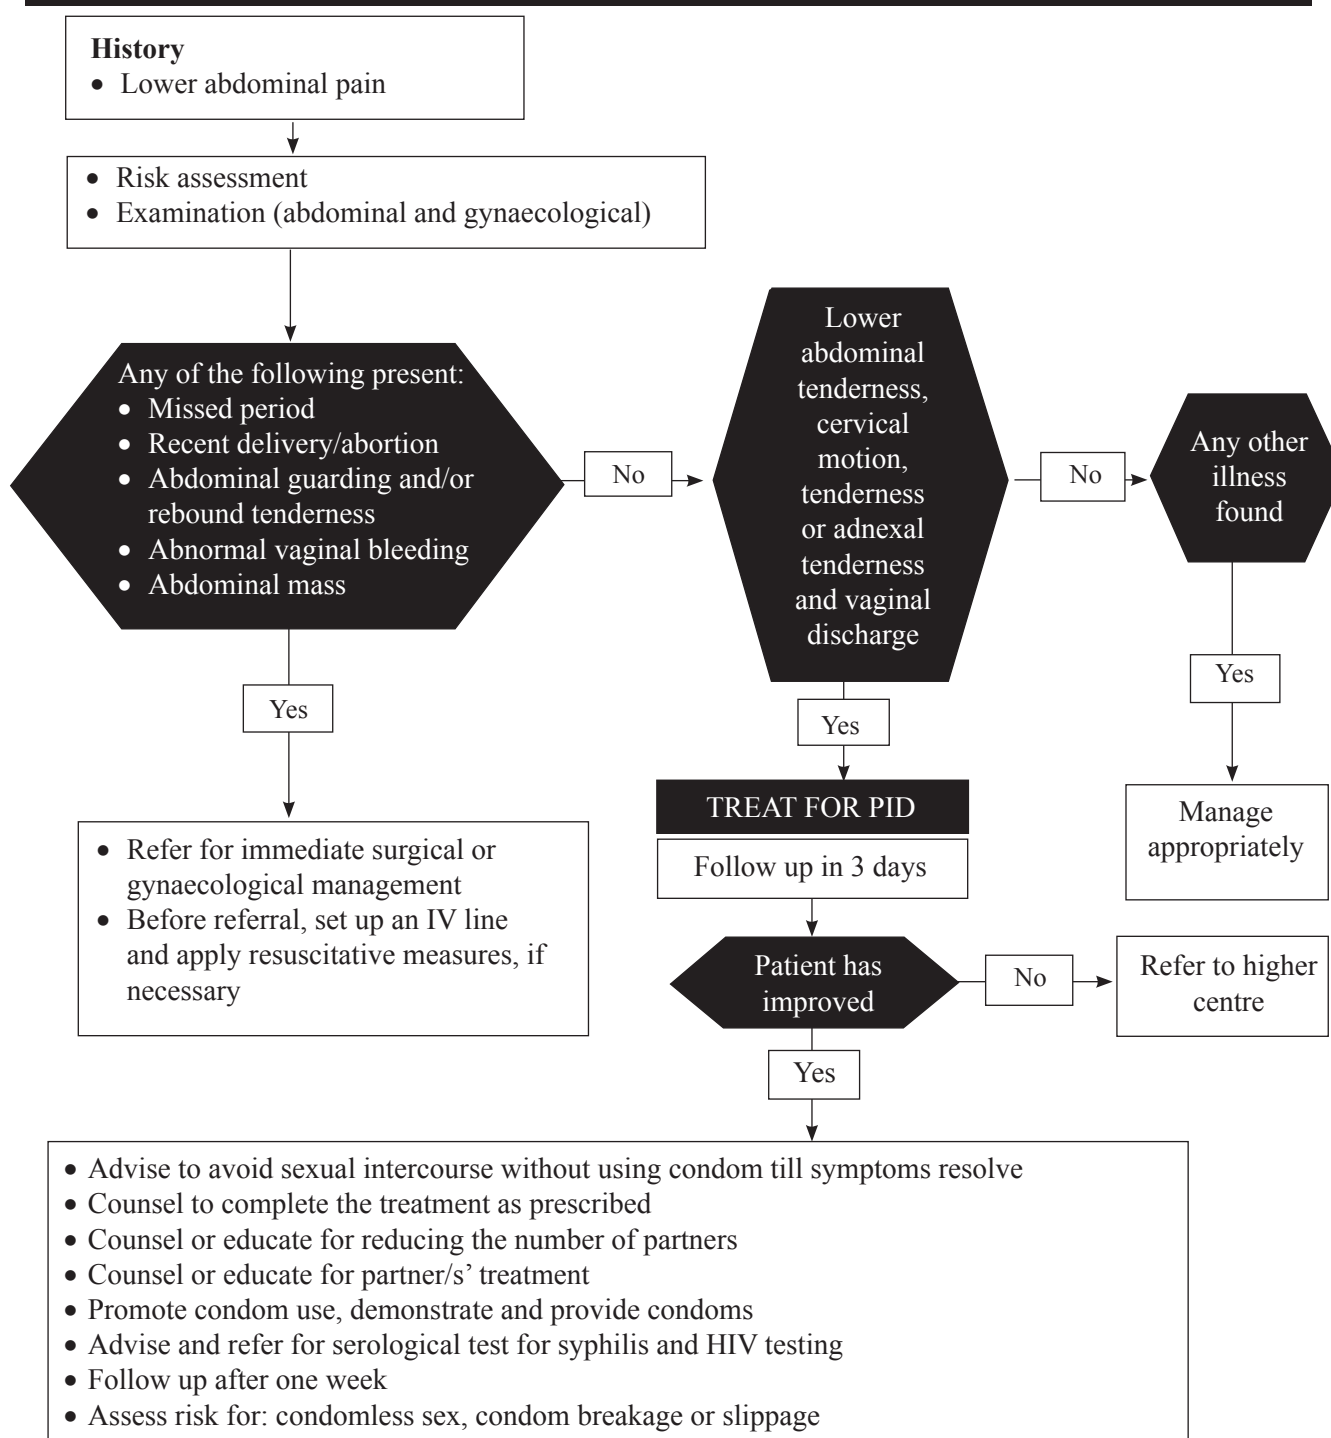 History
• Lower abdominal pain
• Risk assessment
• Examination (abdominal and gynaecological)
Any of the following present:
• Missed period
• Recent delivery/abortion
• Abdominal guarding and/or
rebound tenderness
• Abnormal vaginal bleeding
• Abdominal mass
No
Lower
abdominal
tenderness,
cervical
motion,
tenderness
or adnexal
tenderness
and vaginal
discharge
No
Any other
illness
found
Yes
Yes
Yes
• Refer for immediate surgical or
gynaecological management
• Before referral, set up an IV line
and apply resuscitative measures, if
necessary
TREAT FOR PID
Follow up in 3 days
Manage
appropriately
Patient has
improved
No
Refer to higher
centre
Yes
• Advise to avoid sexual intercourse without using condom till symptoms resolve
• Counsel to complete the treatment as prescribed
• Counsel or educate for reducing the number of partners
• Counsel or educate for partner/s’ treatment
• Promote condom use, demonstrate and provide condoms
• Advise and refer for serological test for syphilis and HIV testing
• Follow up after one week
• Assess risk for: condomless sex, condom breakage or slippage